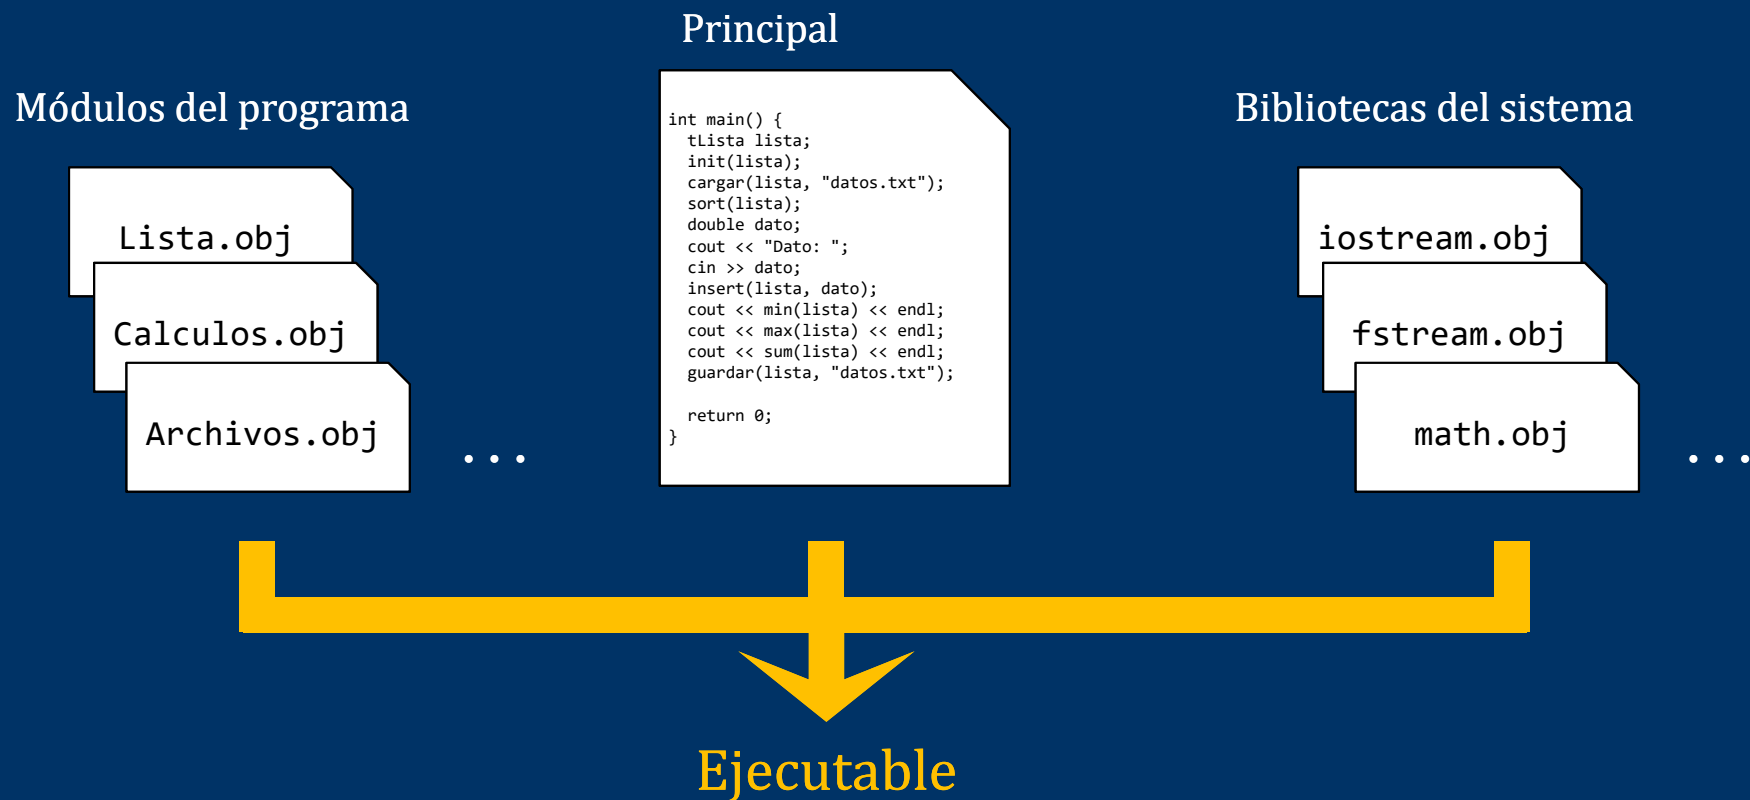 Principal
Módulos del programa
Lista.obj
Calculos.obj
Archivos.obj
...
int main() {
  tLista lista;
  init(lista);
  cargar(lista, "datos.txt");
  sort(lista);
  double dato;
  cout << "Dato: ";
  cin >> dato;
  insert(lista, dato);
  cout << min(lista) << endl;
  cout << max(lista) << endl;
  cout << sum(lista) << endl;
  guardar(lista, "datos.txt");
  return 0;
}
Bibliotecas del sistema
iostream.obj
fstream.obj
math.obj
...
Ejecutable